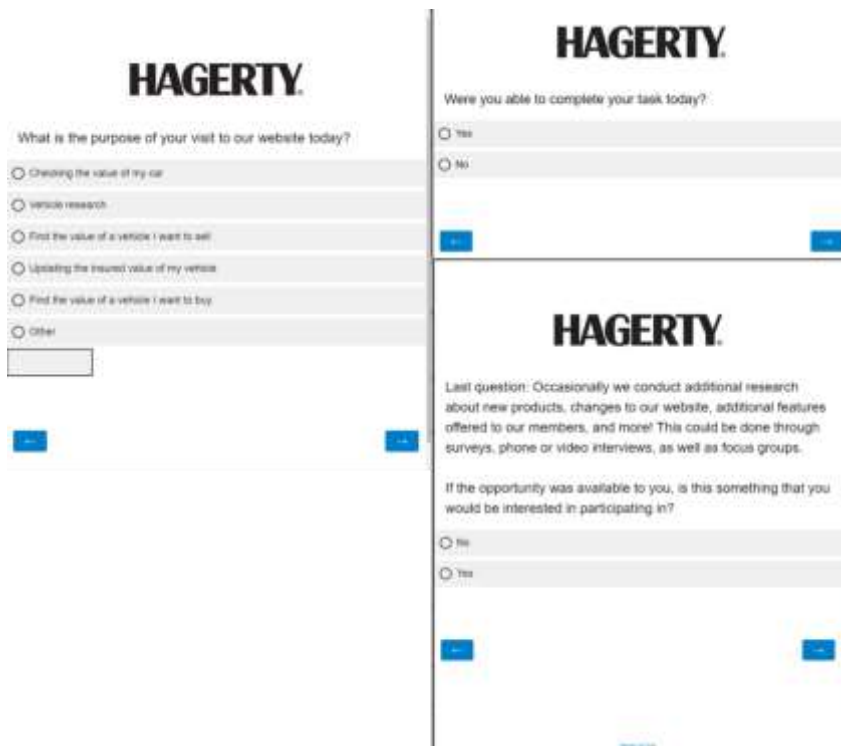 HAGERTY®
What is the purpose of your visit to our website today?
Checking the value of my car
Vehicle research
Find the value of a vehicle I want to sell
Updating the insured value of my vehicle
Find the value of a vehicle I want to buy
Other
←
→
HAGERTY®
Were you able to complete your task today?
Yes
No
←
→
HAGERTY®
Last question: Occasionally we conduct additional research
about new products, changes to our website, additional features
offered to our members, and more! This could be done through
surveys, phone or video interviews, as well as focus groups.
If the opportunity was available to you, is this something that you
would be interested in participating in?
No
Yes
←
→